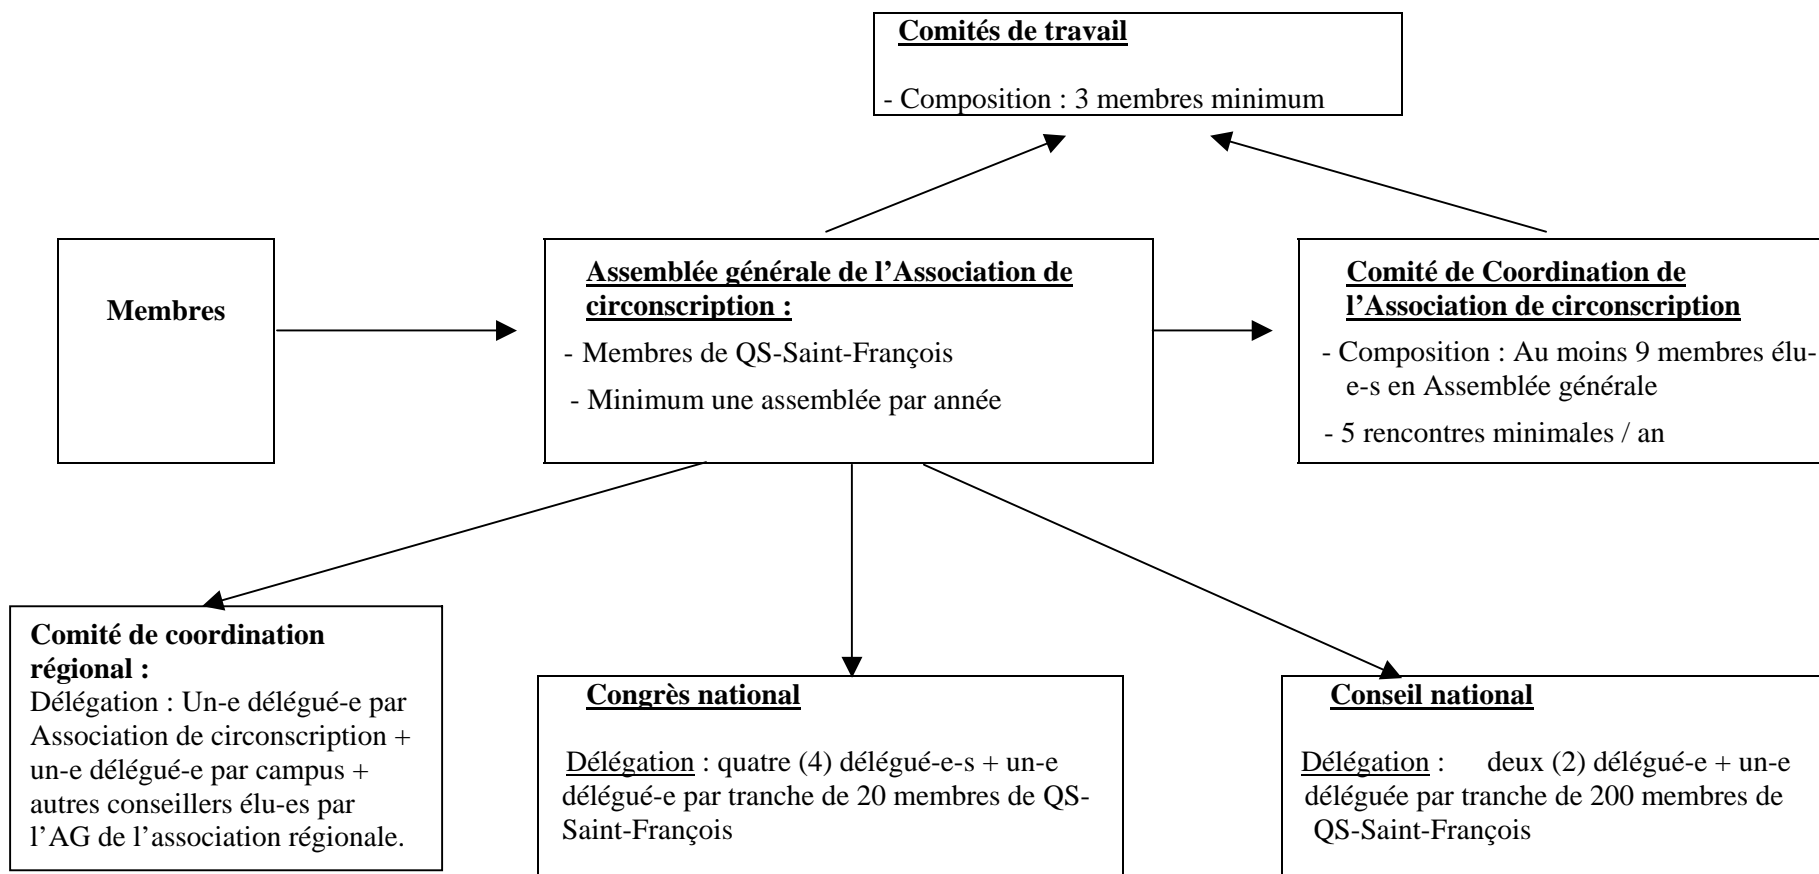 Comités de travail
- Composition : 3 membres minimum
Membres
Assemblée générale de l’Association de
circonscription :
- Membres de QS-Saint-François
- Minimum une assemblée par année
Comité de Coordination de
l’Association de circonscription
- Composition : Au moins 9 membres élu-
e-s en Assemblée générale
- 5 rencontres minimales / an
Comité de coordination
régional :
Délégation : Un-e délégué-e par
Association de circonscription +
un-e délégué-e par campus +
autres conseillers élu-es par
l’AG de l’association régionale.
Congrès national
Délégation : quatre (4) délégué-e-s + un-e
délégué-e par tranche de 20 membres de QS-
Saint-François
Conseil national
Délégation : deux (2) délégué-e + un-e
déléguée par tranche de 200 membres de
QS-Saint-François